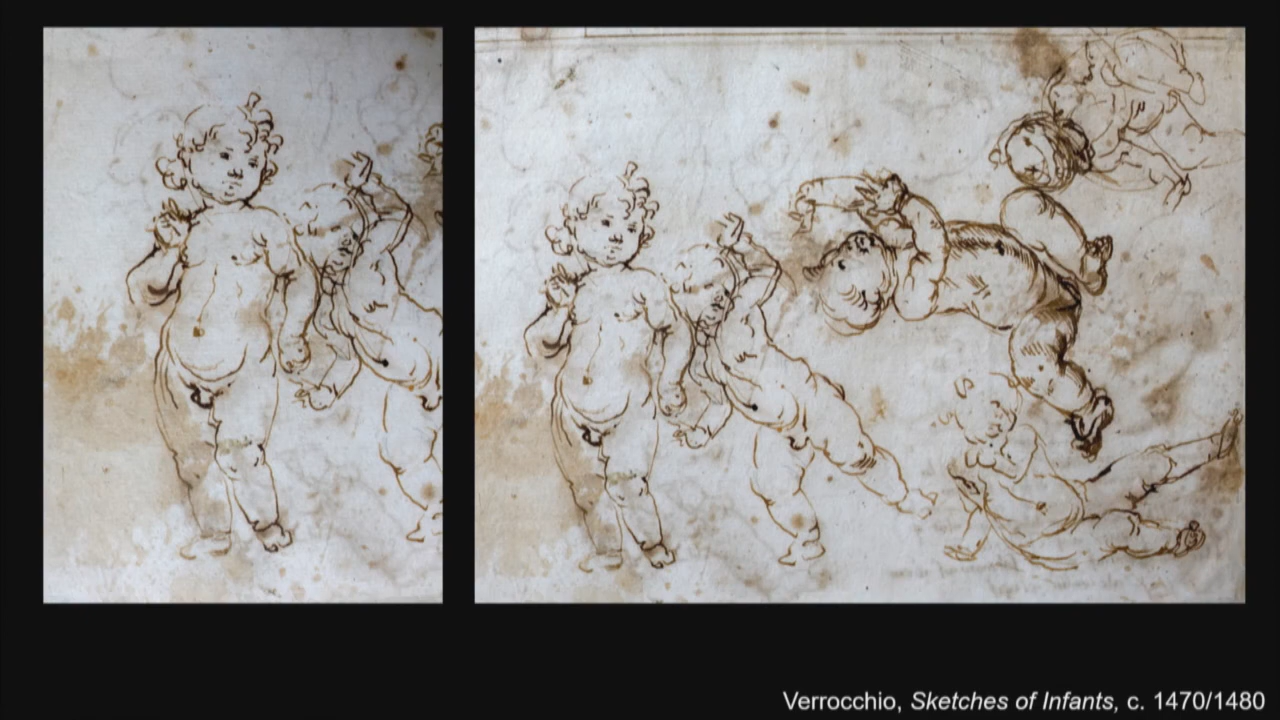 Verrocchio, Sketches of Infants, c. 1470/1480